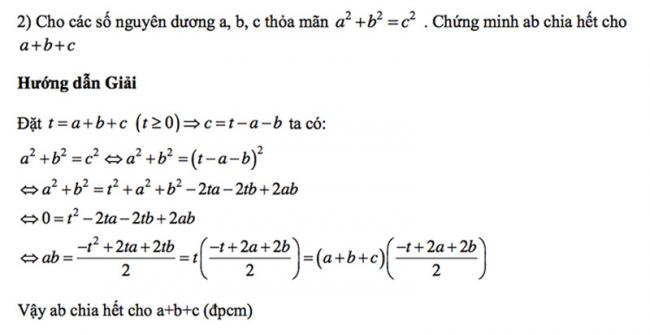 2) Cho các số nguyên dương a, b, c thỏa mãn a² + b² = c² . Chứng minh ab chia hết cho
a + b + c
Hướng dẫn Giải
Đặt t = a + b + c (t ≥ 0) ⇒ c = t − a − b ta có:
a² + b² = c² ⇔ a² + b² = (t − a − b)²
⇔ a² + b² = t² + a² + b² − 2ta − 2tb + 2ab
⇔ 0 = t² − 2ta − 2tb + 2ab
⇔ ab = (−t² + 2ta + 2tb)/2 = t((−t + 2a + 2b)/2) = (a + b + c)((−t + 2a + 2b)/2)
Vậy ab chia hết cho a+b+c (đpcm)